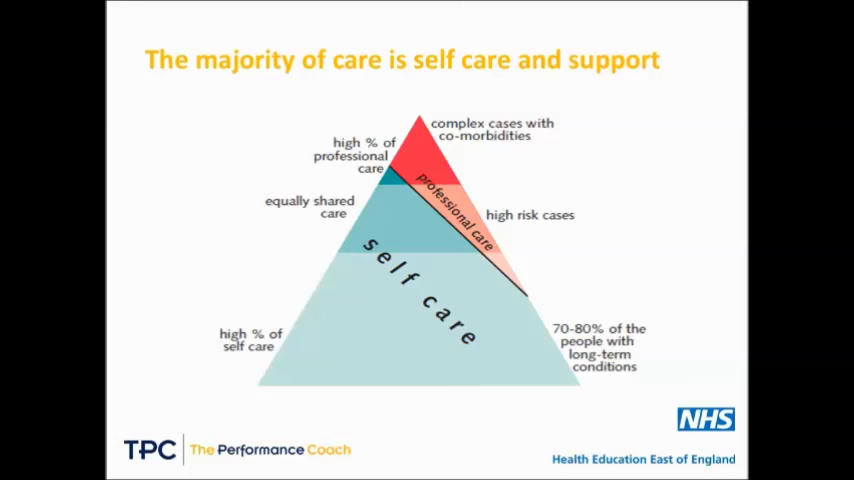 The majority of care is self care and support
complex cases with
co-morbidities
high % of
professional
care
professional care
equally shared
care
high risk cases
self care
high % of
self care
70-80% of the
people with
long-term
conditions
NHS
TPC The Performance Coach
Health Education East of England